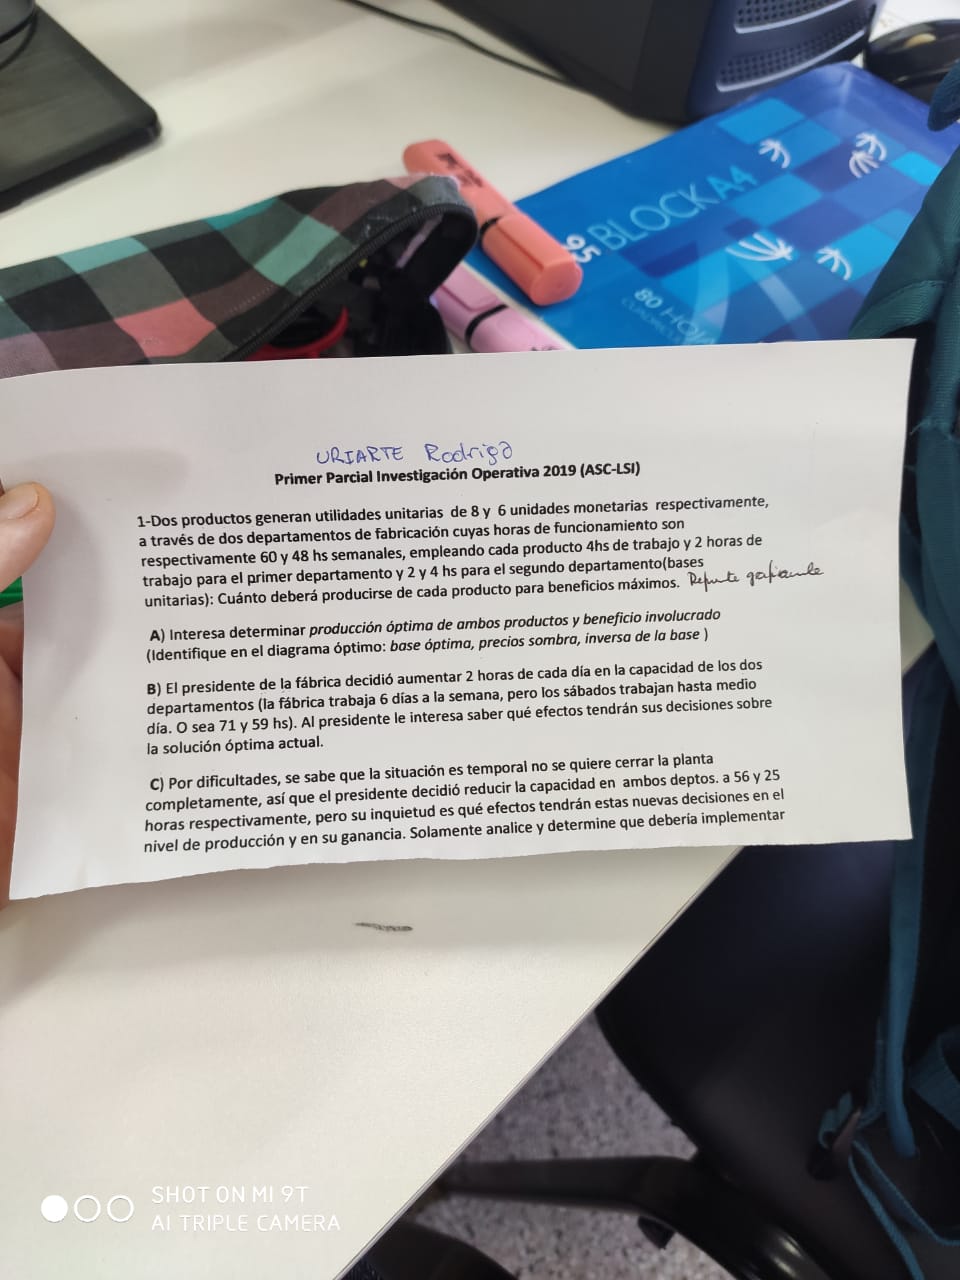 95 BLOCK A4
80 HOJA
URIARTE Rodrigo
Primer Parcial Investigación Operativa 2019 (ASC-LSI)
1-Dos productos generan utilidades unitarias de 8 y 6 unidades monetarias respectivamente,
a través de dos departamentos de fabricación cuyas horas de funcionamiento son
respectivamente 60 y 48 hs semanales, empleando cada producto 4hs de trabajo y 2 horas de
trabajo para el primer departamento y 2 y 4 hs para el segundo departamento(bases
unitarias): Cuánto deberá producirse de cada producto para beneficios máximos.
A) Interesa determinar producción óptima de ambos productos y beneficio involucrado
(Identifique en el diagrama óptimo: base óptima, precios sombra, inversa de la base )
B) El presidente de la fábrica decidió aumentar 2 horas de cada día en la capacidad de los dos
departamentos (la fábrica trabaja 6 días a la semana, pero los sábados trabajan hasta medio
día. O sea 71 y 59 hs). Al presidente le interesa saber qué efectos tendrán sus decisiones sobre
la solución óptima actual.
C) Por dificultades, se sabe que la situación es temporal no se quiere cerrar la planta
completamente, así que el presidente decidió reducir la capacidad en ambos deptos. a 56 y 25
horas respectivamente, pero su inquietud es qué efectos tendrán estas nuevas decisiones en el
nivel de producción y en su ganancia. Solamente analice y determine que debería implementar
SHOT ON MI 9T
AI TRIPLE CAMERA